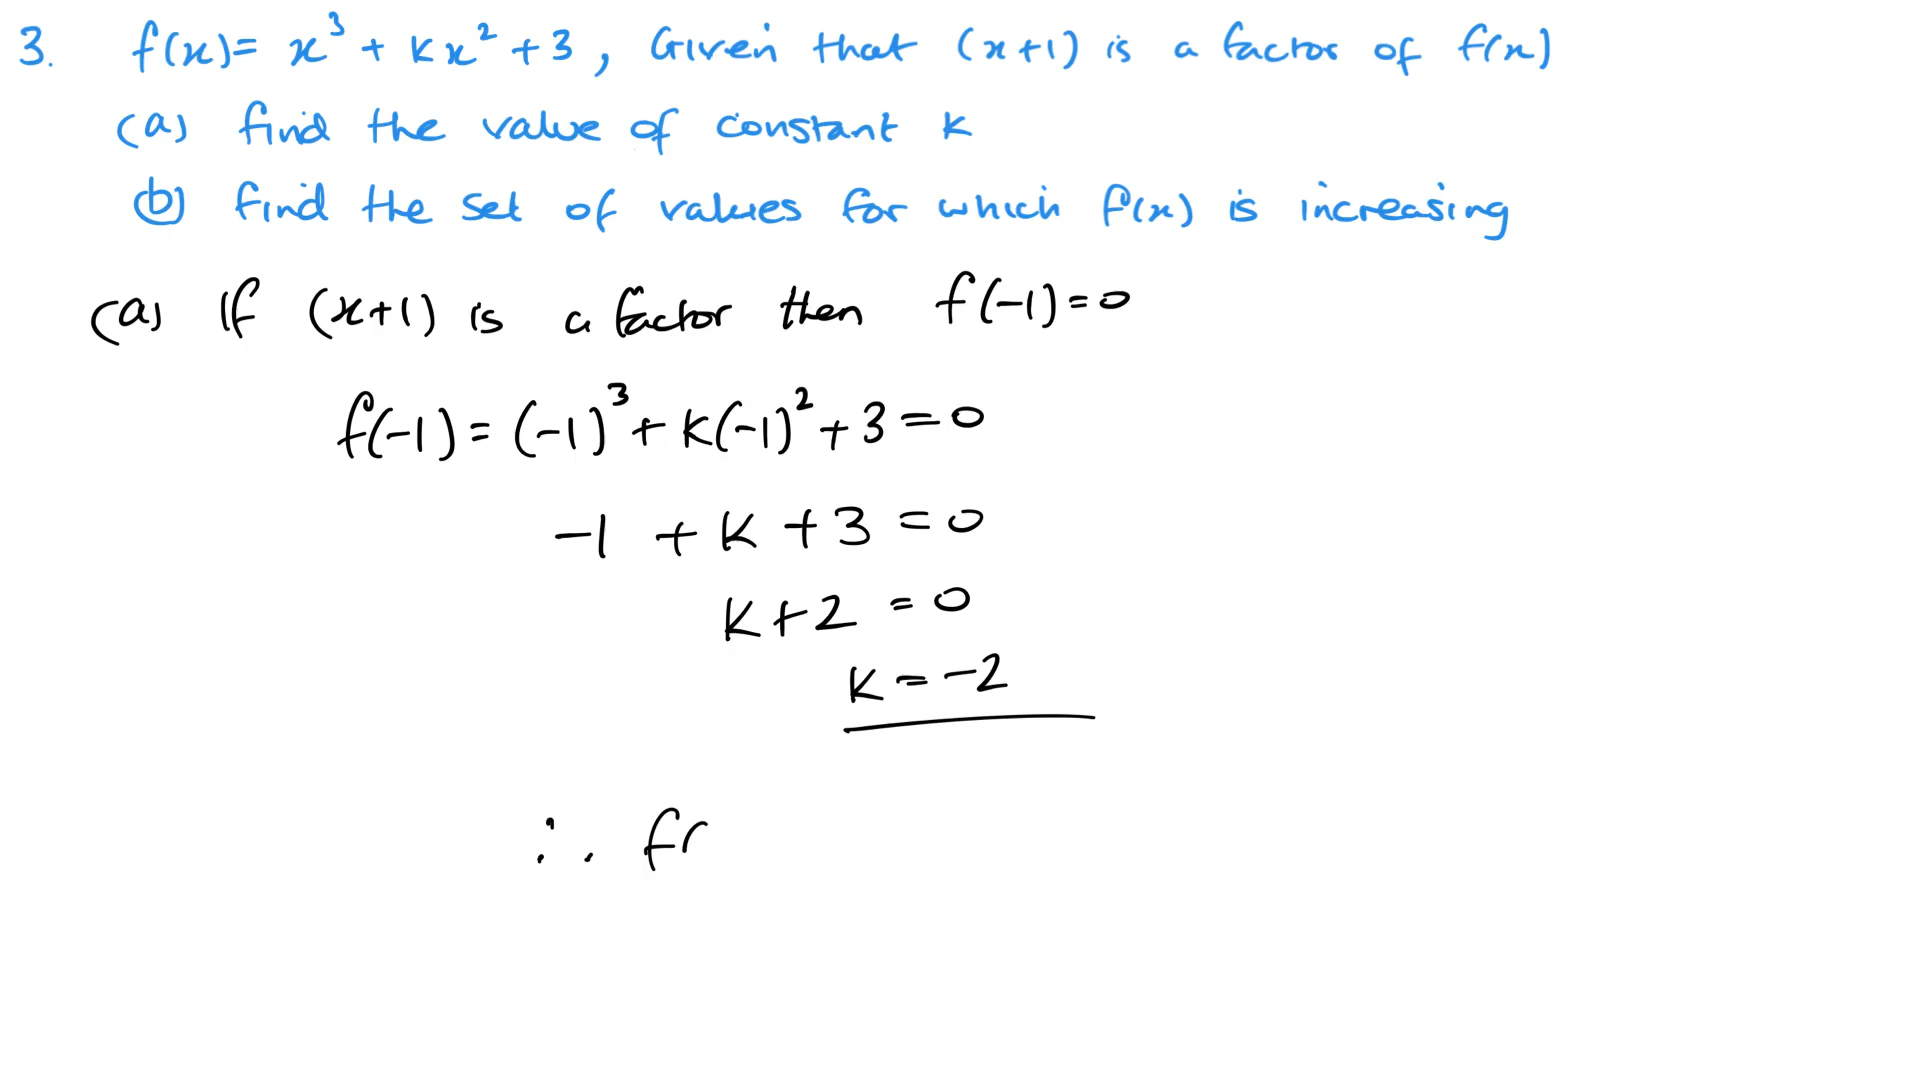 3. f(x)= x³ + kx² + 3, Given that (x+1) is a factor of f(x)
(a) find the value of constant k
(b) find the set of values for which f(x) is increasing
(a) If (x+1) is a factor then f(-1)=0
f(-1) = (-1)³ + k(-1)² + 3 = 0
-1 + k + 3 = 0
k + 2 = 0
k = -2
∴ f(